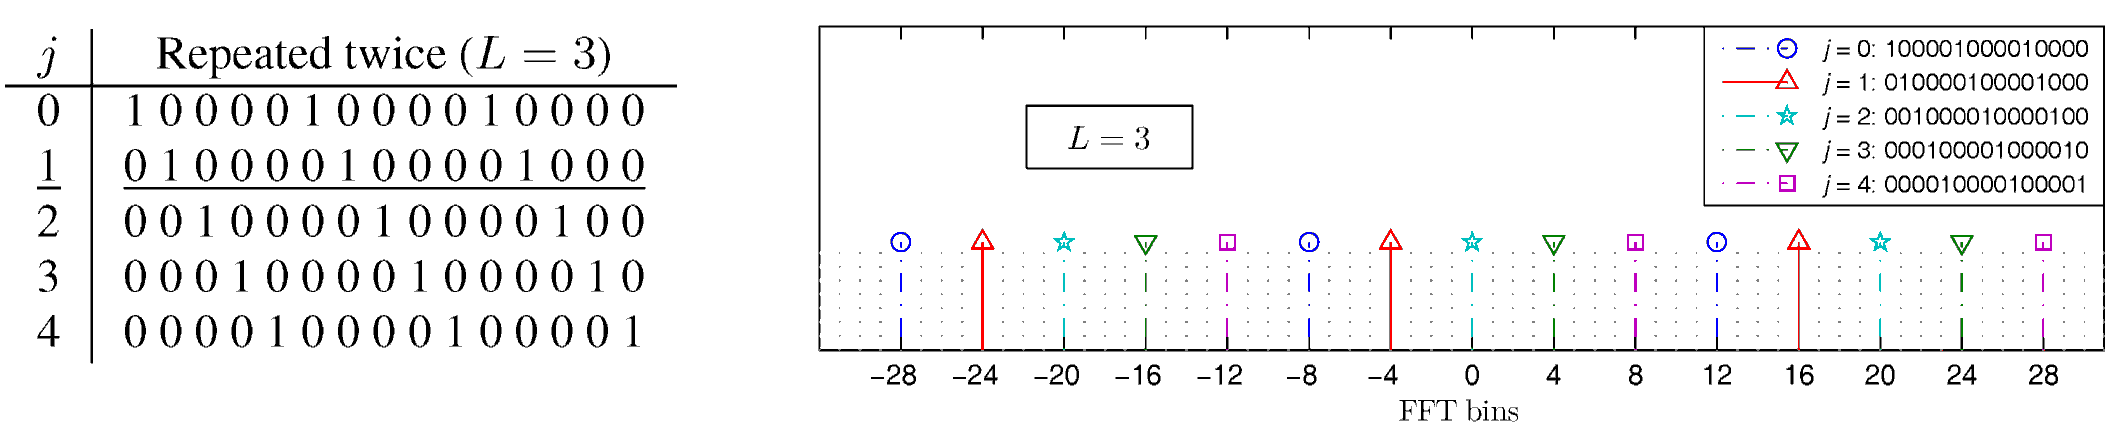 j Repeated twice (L = 3)
0 1 0 0 0 0 1 0 0 0 0 1 0 0 0 0
1 0 1 0 0 0 0 1 0 0 0 0 1 0 0 0
2 0 0 1 0 0 0 0 1 0 0 0 0 1 0 0
3 0 0 0 1 0 0 0 0 1 0 0 0 0 1 0
4 0 0 0 0 1 0 0 0 0 1 0 0 0 0 1
L = 3
j = 0: 100001000010000
j = 1: 010000100001000
j = 2: 001000010000100
j = 3: 000100001000010
j = 4: 000010000100001
−28 −24 −20 −16 −12 −8 −4 0 4 8 12 16 20 24 28
FFT bins